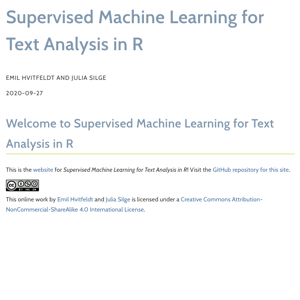 Supervised Machine Learning for
Text Analysis in R
EMIL HVITFELDT AND JULIA SILGE
2020-09-27
Welcome to Supervised Machine Learning for Text
Analysis in R
This is the website for Supervised Machine Learning for Text Analysis in R! Visit the GitHub repository for this site.
This online work by Emil Hvitfeldt and Julia Silge is licensed under a Creative Commons Attribution-
NonCommercial-ShareAlike 4.0 International License.